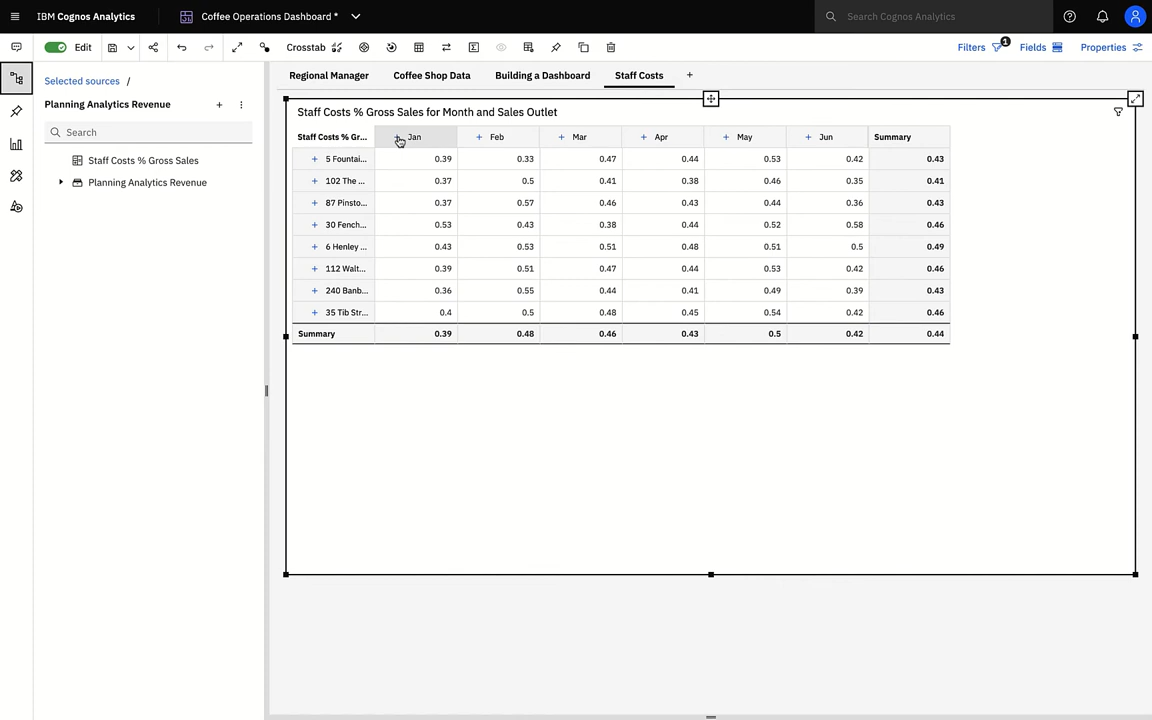 IBM Cognos Analytics
Coffee Operations Dashboard *
Search Cognos Analytics
Edit
Crosstab
Filters 1
Fields
Properties
Selected sources /
Planning Analytics Revenue
Search
Staff Costs % Gross Sales
Planning Analytics Revenue
Regional Manager Coffee Shop Data Building a Dashboard Staff Costs +
Staff Costs % Gross Sales for Month and Sales Outlet
Staff Costs % Gr... + Jan + Feb + Mar + Apr + May + Jun Summary
+ 5 Fountai... 0.39 0.33 0.47 0.44 0.53 0.42 0.43
+ 102 The ... 0.37 0.5 0.41 0.38 0.46 0.35 0.41
+ 87 Pinsto... 0.37 0.57 0.46 0.43 0.44 0.36 0.43
+ 30 Fench... 0.53 0.43 0.38 0.44 0.52 0.58 0.46
+ 6 Henley ... 0.43 0.53 0.51 0.48 0.51 0.5 0.49
+ 112 Walt... 0.39 0.51 0.47 0.44 0.53 0.42 0.46
+ 240 Banb... 0.36 0.55 0.44 0.41 0.49 0.39 0.43
+ 35 Tib Str... 0.4 0.5 0.48 0.45 0.54 0.42 0.46
Summary 0.39 0.48 0.46 0.43 0.5 0.42 0.44